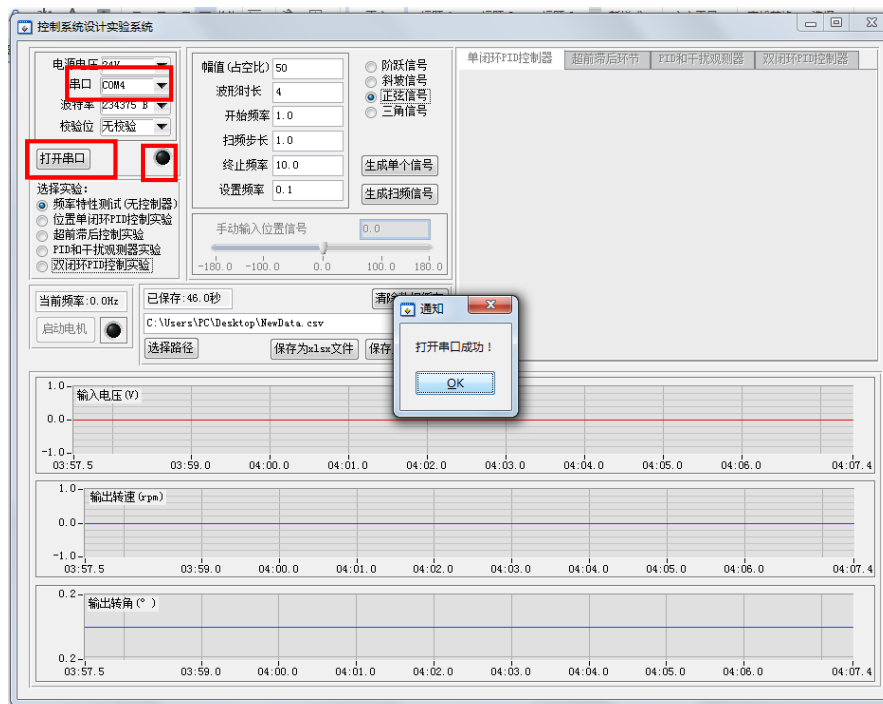 控制系统设计实验系统
电源电压 24V
串口 COM4
波特率 234375 B
校验位 无校验
打开串口
选择实验:
频率特性测试(无控制器)
位置单闭环PID控制实验
超前滞后控制实验
PID和干扰观测器实验
双闭环PID控制实验
幅值(占空比) 50
波形时长 4
开始频率 1.0
扫频步长 1.0
终止频率 10.0
设置频率 0.1
阶跃信号
斜坡信号
正弦信号
三角信号
生成单个信号
生成扫频信号
手动输入位置信号 0.0
-180.0 -100.0 0.0 100.0 180.0
单闭环PID控制器 超前滞后环节 PID和干扰观测器 双闭环PID控制器
当前频率:0.0Hz
启动电机
已保存:46.0秒
C:\Users\PC\Desktop\NewData.csv
选择路径 保存为xlsx文件 保存
通知
打开串口成功！
OK
1.0
输入电压(V)
0.0
-1.0
03:57.5 03:59.0 04:00.0 04:01.0 04:02.0 04:03.0 04:04.0 04:05.0 04:06.0 04:07.4
1.0
输出转速(rpm)
0.0
-1.0
03:57.5 03:59.0 04:00.0 04:01.0 04:02.0 04:03.0 04:04.0 04:05.0 04:06.0 04:07.4
0.2
输出转角(°)
0.2
03:57.5 03:59.0 04:00.0 04:01.0 04:02.0 04:03.0 04:04.0 04:05.0 04:06.0 04:07.4